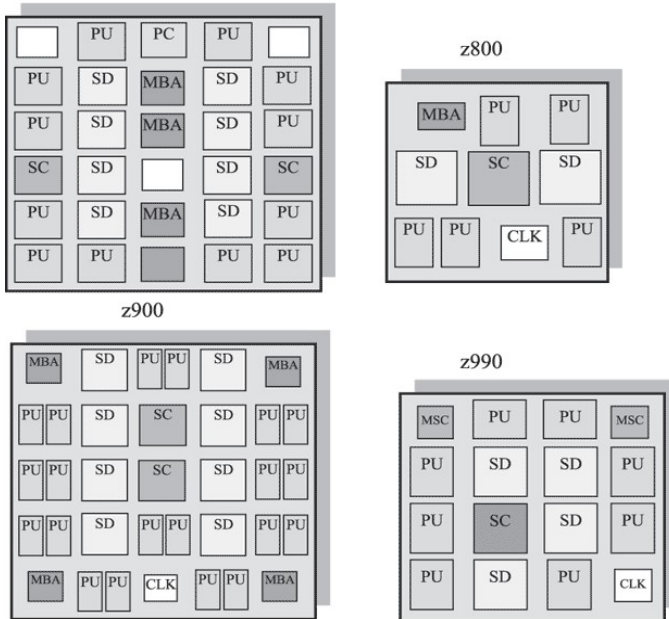 PU PC PU
PU SD MBA SD PU
PU SD MBA SD PU
SC SD SD SC
PU SD MBA SD PU
PU PU PU PU
z800
MBA PU PU
SD SC SD
PU PU CLK PU
z900
MBA SD PU PU SD MBA
PU PU SD SC SD PU PU
PU PU SD SC SD PU PU
PU PU SD PU PU SD PU PU
MBA PU PU CLK PU PU MBA
z990
MSC PU PU MSC
PU SD SD PU
PU SC SD PU
PU SD PU CLK